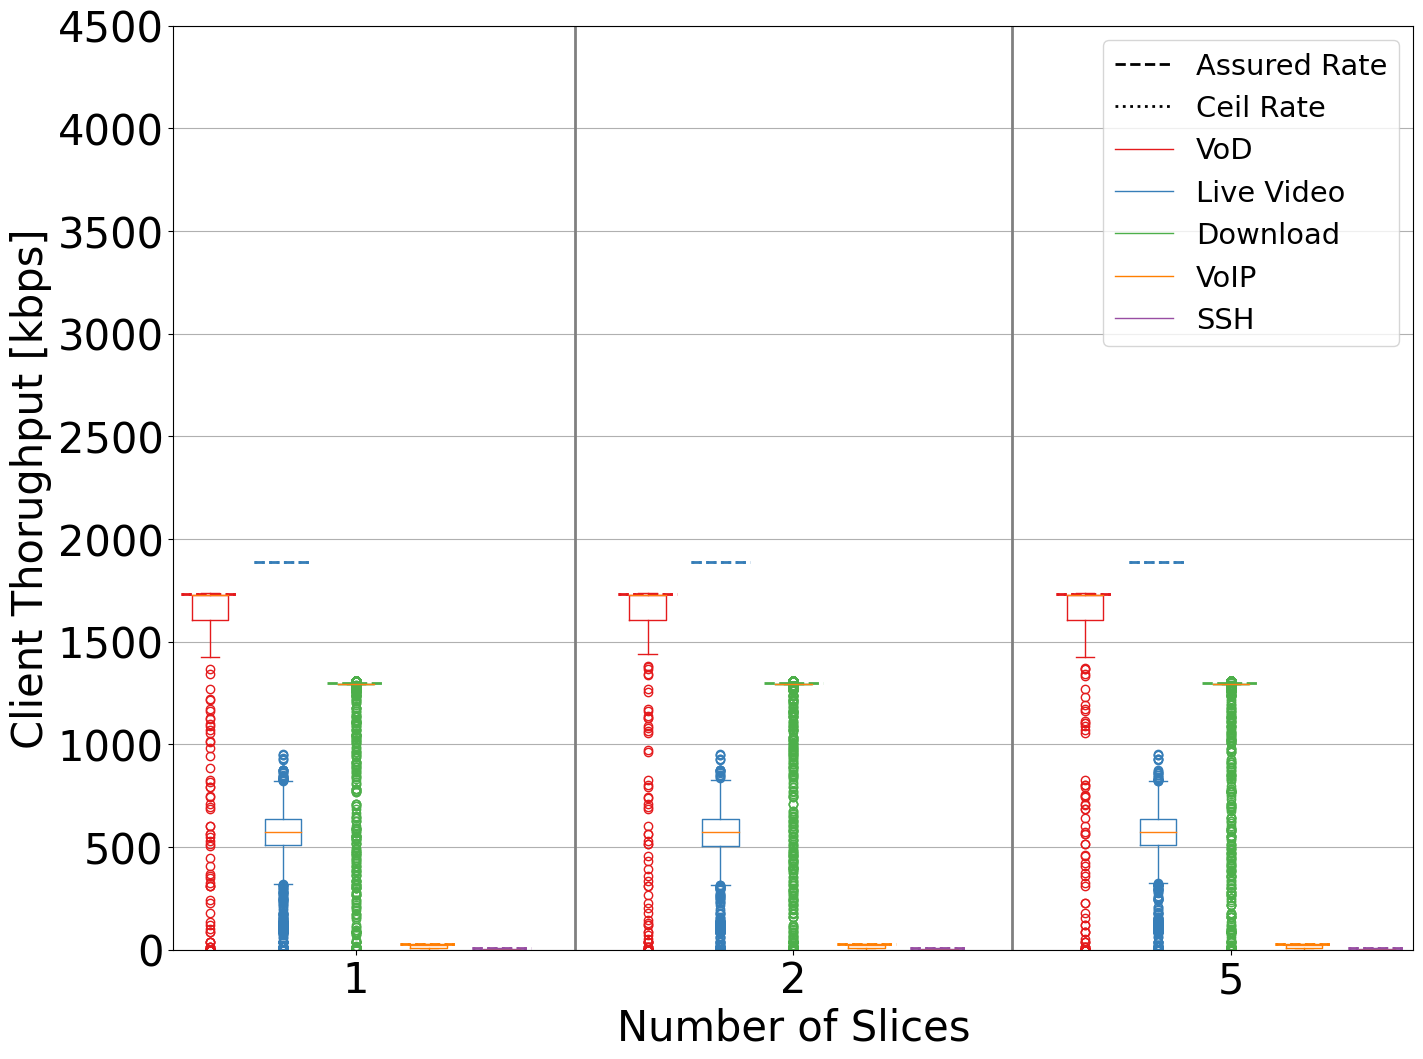 4500
4000
3500
3000
2500
2000
1500
1000
500
0
Client Thorughput [kbps]
Assured Rate
Ceil Rate
VoD
Live Video
Download
VoIP
SSH
1
2
5
Number of Slices